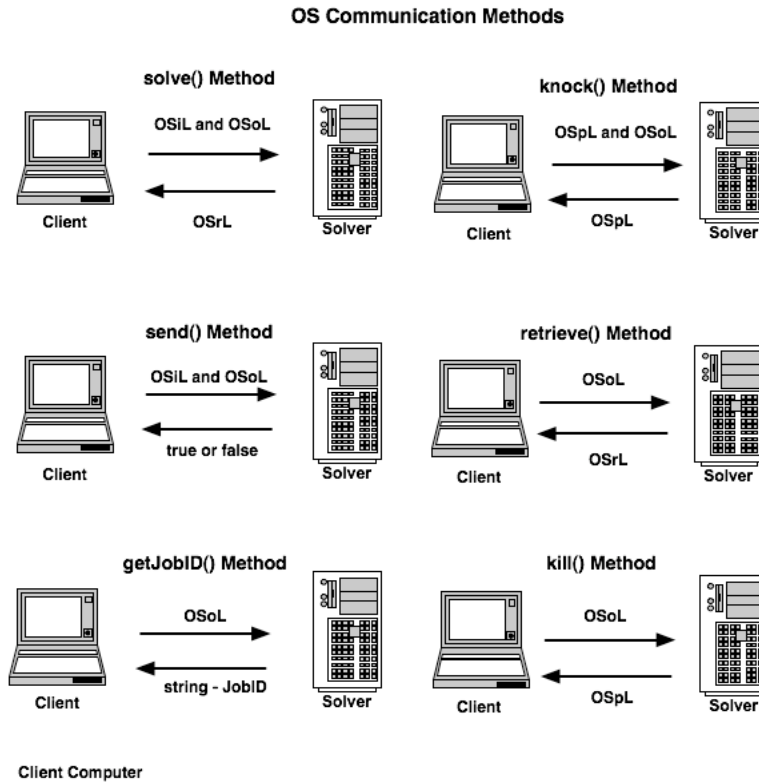 OS Communication Methods
solve() Method
OSiL and OSoL
OSrL
Client
Solver
knock() Method
OSpL and OSoL
OSpL
Client
Solver
send() Method
OSiL and OSoL
true or false
Client
Solver
retrieve() Method
OSoL
OSrL
Client
Solver
getJobID() Method
OSoL
string - JobID
Client
Solver
kill() Method
OSoL
OSpL
Client
Solver
Client Computer